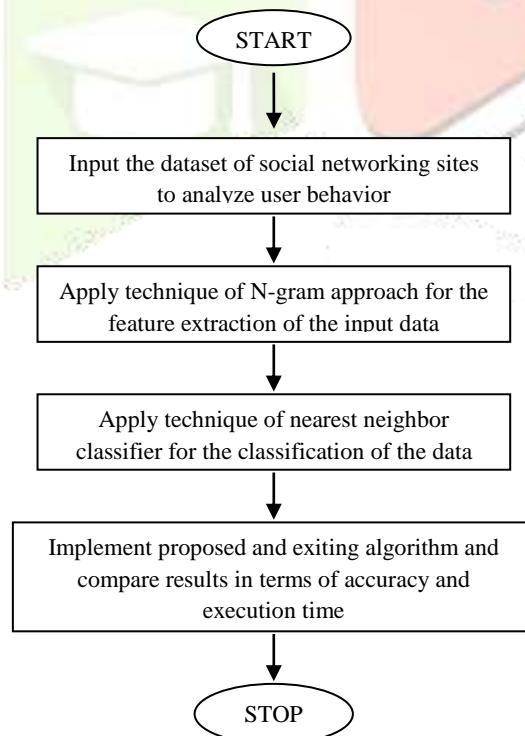 START
Input the dataset of social networking sites
to analyze user behavior
Apply technique of N-gram approach for the
feature extraction of the input data
Apply technique of nearest neighbor
classifier for the classification of the data
Implement proposed and exiting algorithm and
compare results in terms of accuracy and
execution time
STOP